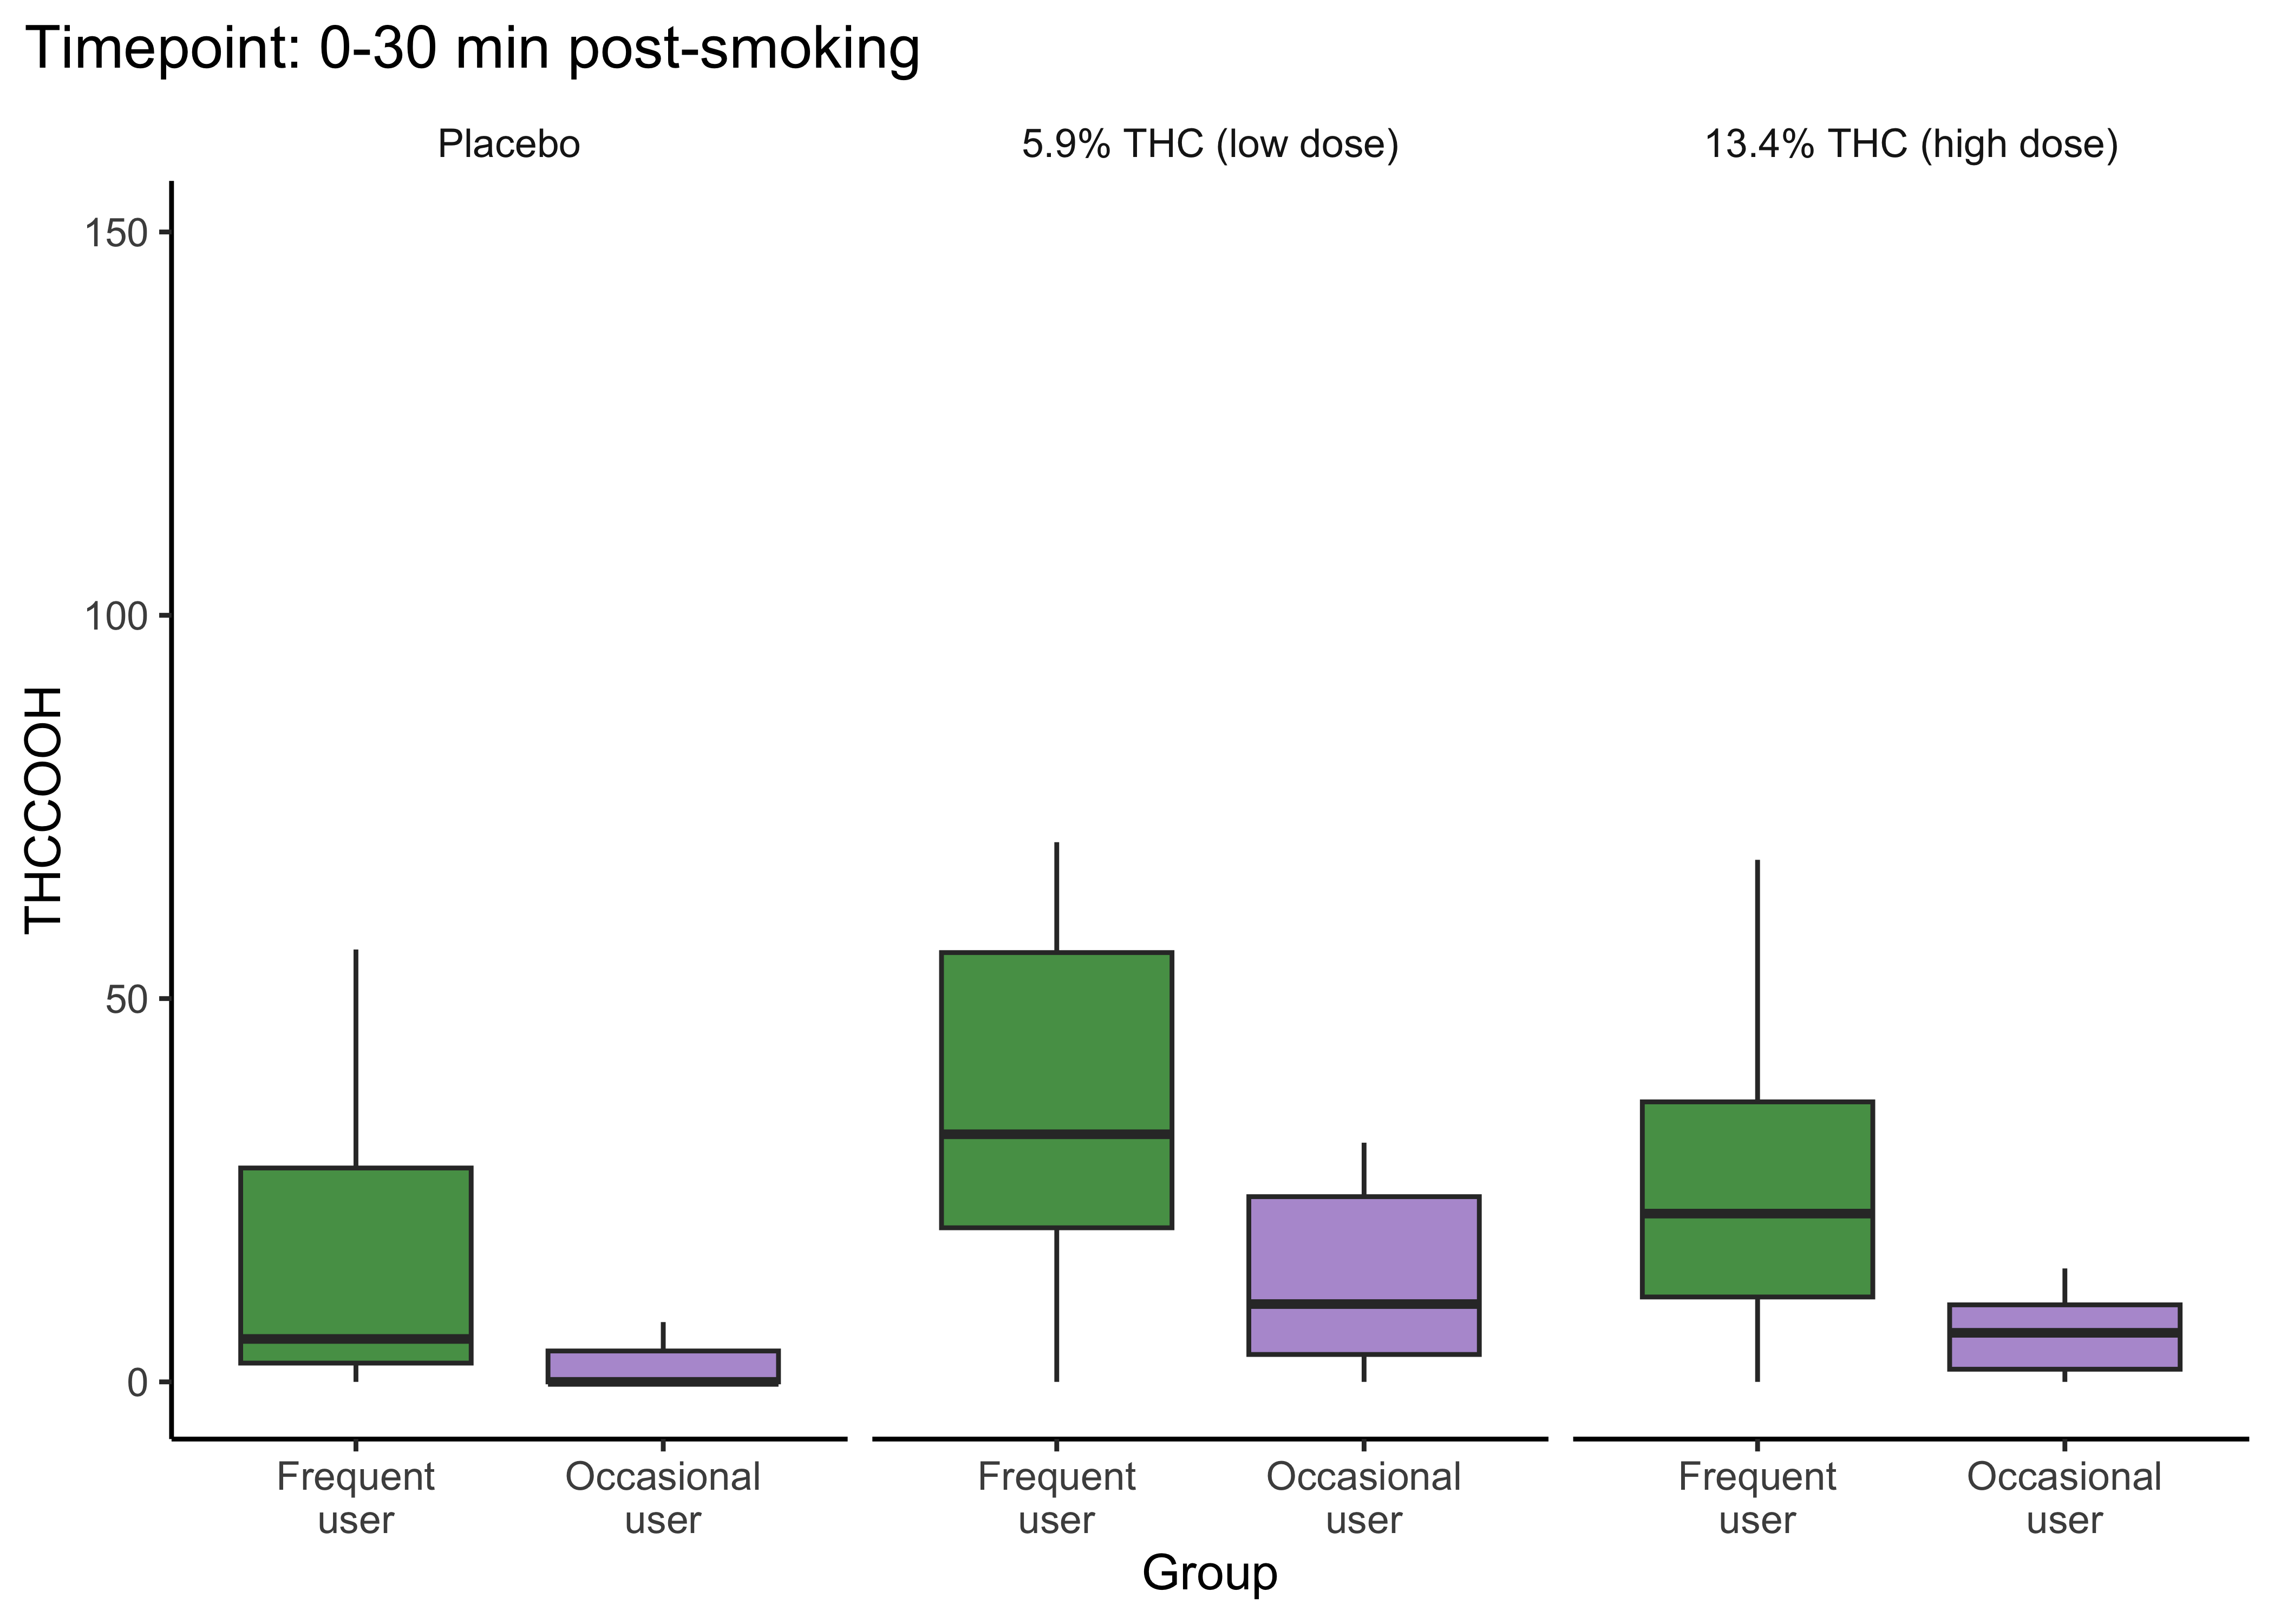 Timepoint: 0-30 min post-smoking
Placebo
5.9% THC (low dose)
13.4% THC (high dose)
150
100
50
0
THCCOOH
Frequent
user
Occasional
user
Frequent
user
Occasional
user
Frequent
user
Occasional
user
Group